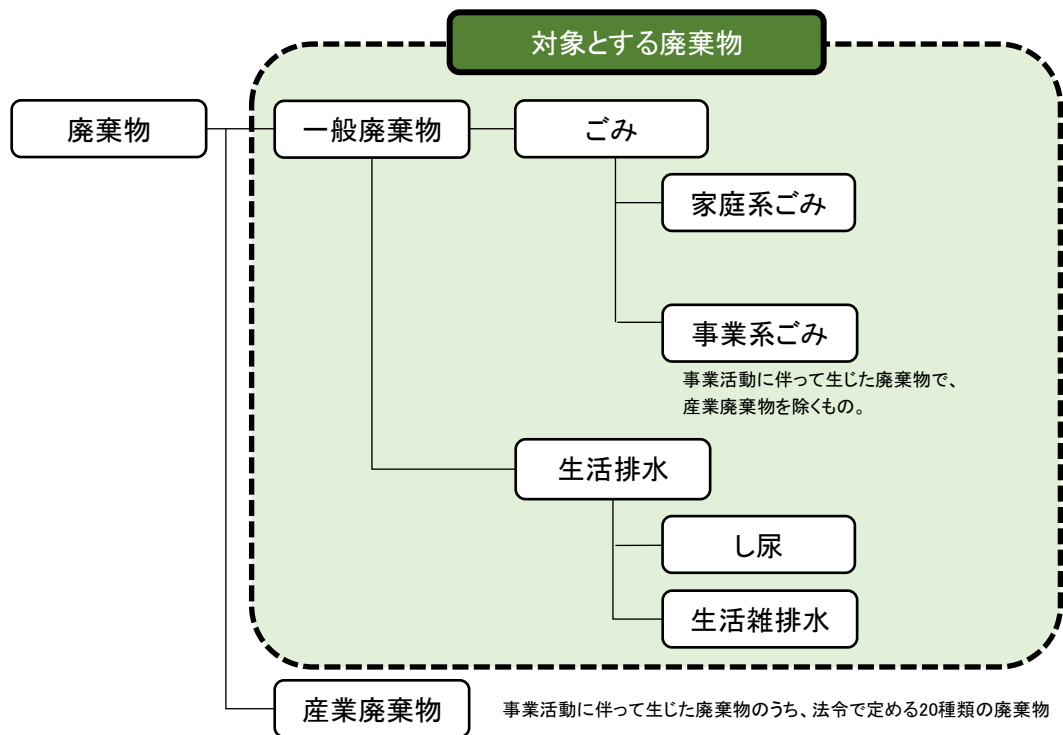 対象とする廃棄物
廃棄物
一般廃棄物
ごみ
家庭系ごみ
事業系ごみ
事業活動に伴って生じた廃棄物で、
産業廃棄物を除くもの。
生活排水
し尿
生活雑排水
産業廃棄物
事業活動に伴って生じた廃棄物のうち、法令で定める20種類の廃棄物